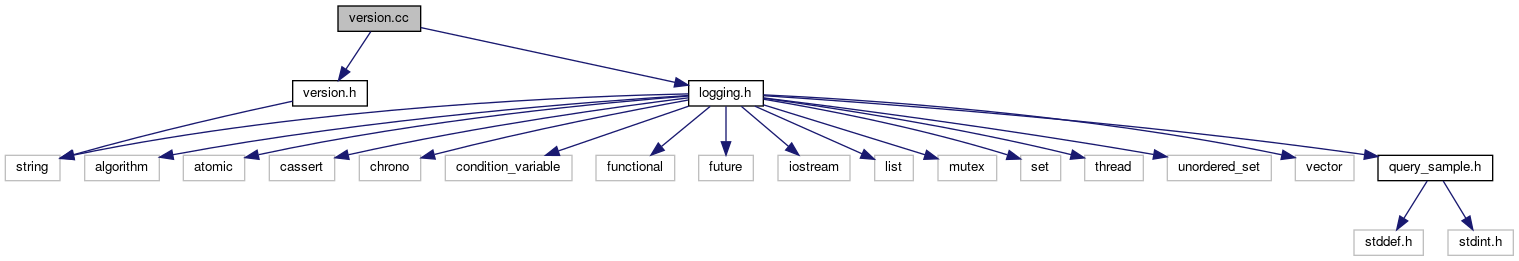 version.cc
version.h
logging.h
string
algorithm
atomic
cassert
chrono
condition_variable
functional
future
iostream
list
mutex
set
thread
unordered_set
vector
query_sample.h
stddef.h
stdint.h